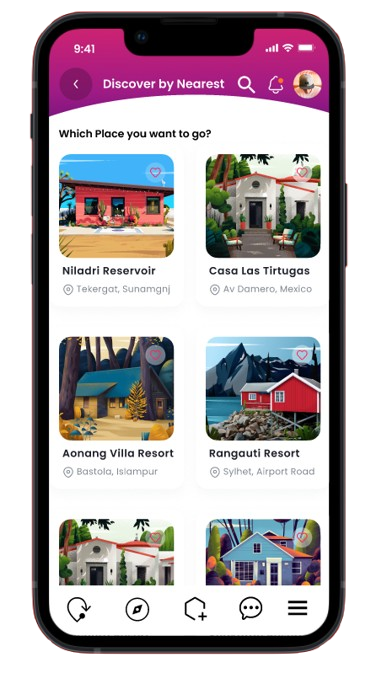 9:41
Discover by Nearest
Which Place you want to go?
Niladri Reservoir
Tekergat, Sunamgnj
Casa Las Tirtugas
Av Damero, Mexico
Aonang Villa Resort
Bastola, Islampur
Rangauti Resort
Sylhet, Airport Road